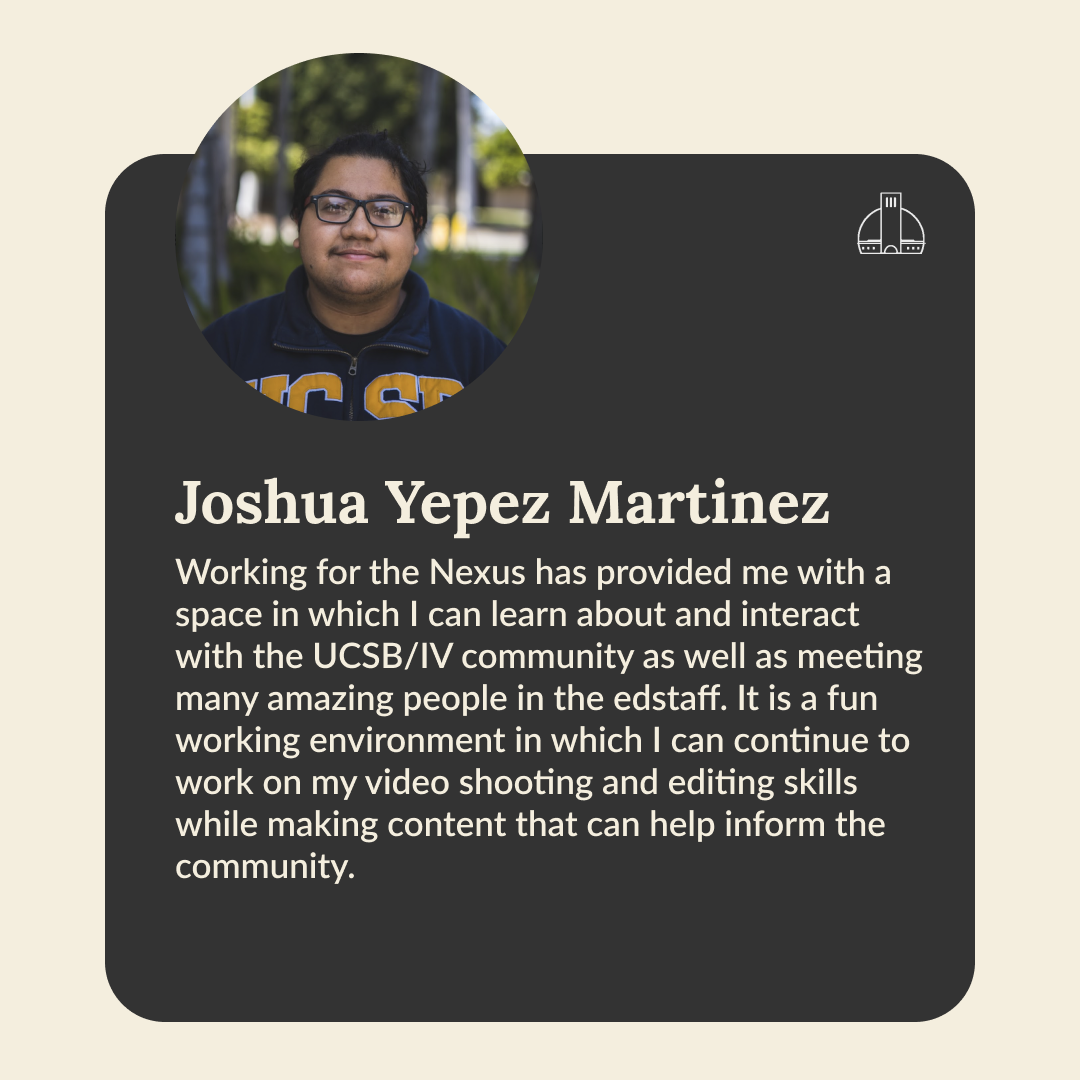 UC SB
Joshua Yepez Martinez
Working for the Nexus has provided me with a
space in which I can learn about and interact
with the UCSB/IV community as well as meeting
many amazing people in the edstaff. It is a fun
working environment in which I can continue to
work on my video shooting and editing skills
while making content that can help inform the
community.